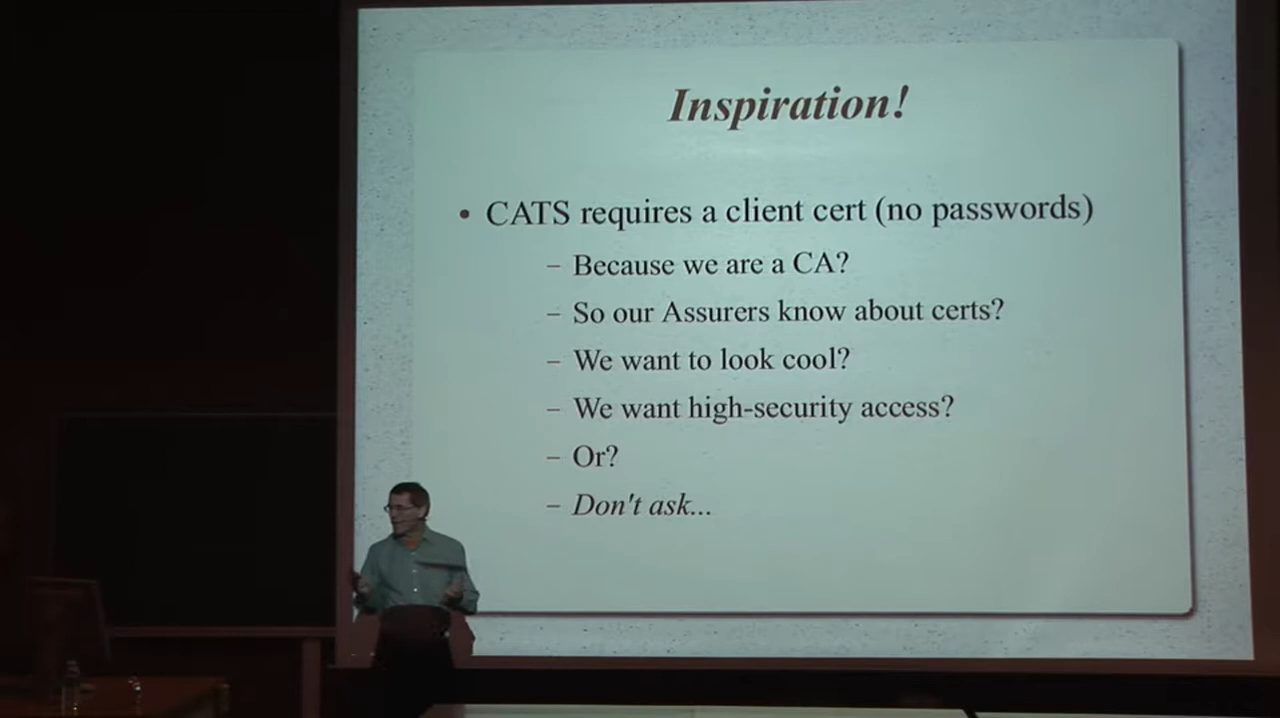 Inspiration!
• CATS requires a client cert (no passwords)
– Because we are a CA?
– So our Assurers know about certs?
– We want to look cool?
– We want high-security access?
– Or?
– Don't ask...